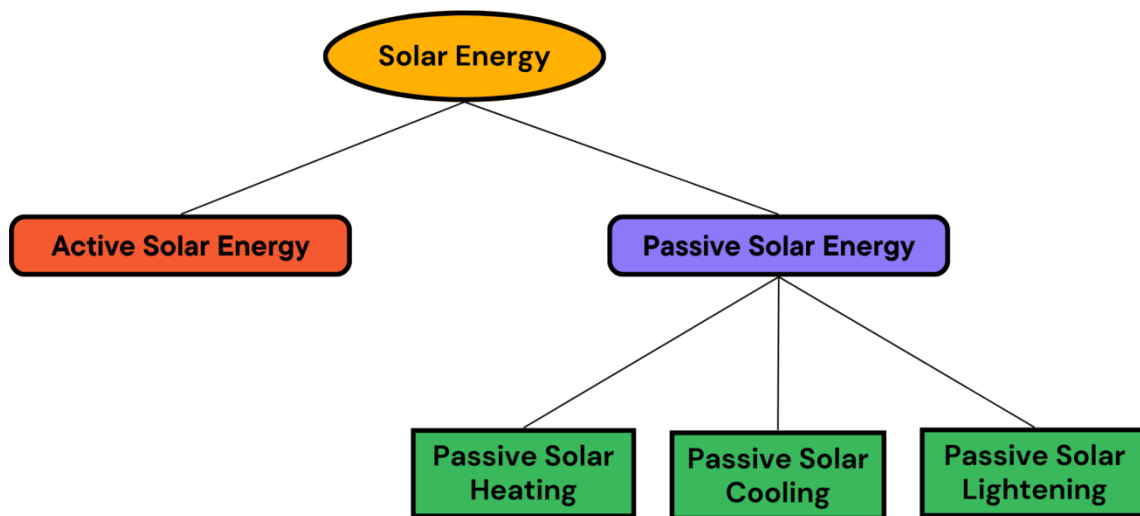 Solar Energy
Active Solar Energy
Passive Solar Energy
Passive Solar
Heating
Passive Solar
Cooling
Passive Solar
Lightening